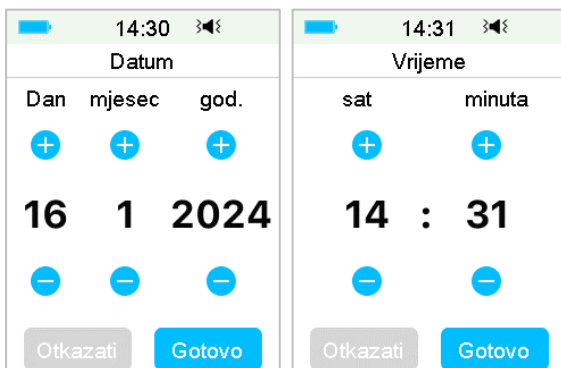 14:30
Datum
Dan mjesec god.
16 1 2024
Otkazati Gotovo
14:31
Vrijeme
sat minuta
14 : 31
Otkazati Gotovo